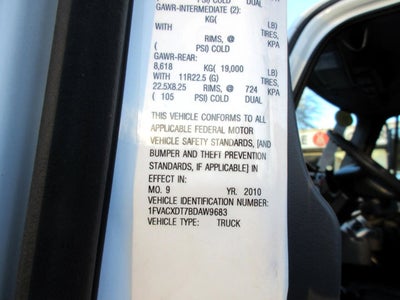 PSI) COLD DUAL
GAWR-INTERMEDIATE (2):
KG( LB)
WITH TIRES,
RIMS, @ KPA
( PSI) COLD
GAWR-REAR:
8,618 KG( 19,000 LB)
WITH 11R22.5 (G) TIRES,
22.5X8.25 RIMS, @ 724 KPA
( 105 PSI) COLD DUAL
THIS VEHICLE CONFORMS TO ALL
APPLICABLE FEDERAL MOTOR
VEHICLE SAFETY STANDARDS, [AND
BUMPER AND THEFT PREVENTION
STANDARDS, IF APPLICABLE] IN
EFFECT IN:
MO. 9 YR. 2010
VEHICLE IDENTIFICATION NUMBER:
1FVACXDT7BDAW9683
VEHICLE TYPE: TRUCK